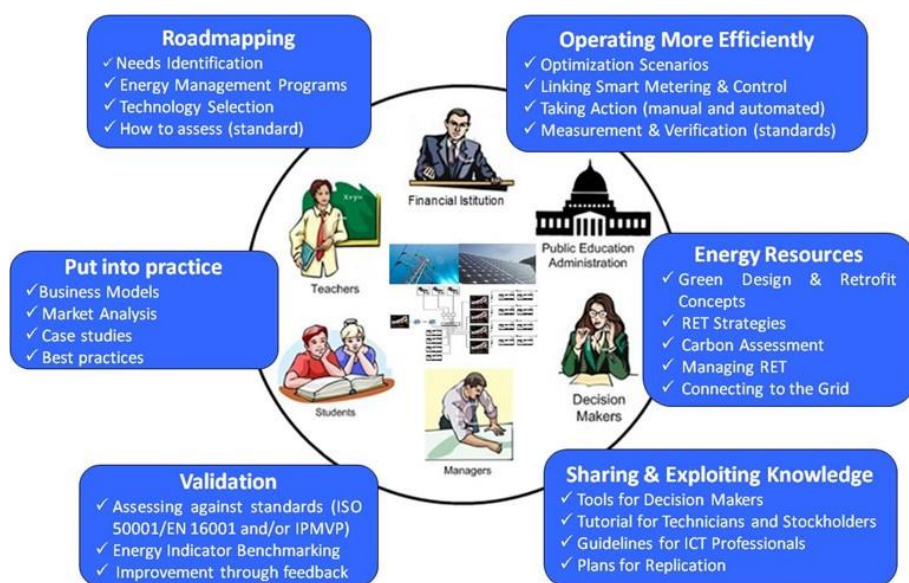 Roadmapping
✓Needs Identification
✓Energy Management Programs
✓Technology Selection
✓How to assess (standard)
Operating More Efficiently
✓Optimization Scenarios
✓Linking Smart Metering & Control
✓Taking Action (manual and automated)
✓Measurement & Verification (standards)
Financial Istitution
Public Education
Administration
Teachers
X+y=
Put into practice
✓Business Models
✓Market Analysis
✓Case studies
✓Best practices
Energy Resources
✓Green Design & Retrofit
Concepts
✓RET Strategies
✓Carbon Assessment
✓Managing RET
✓Connecting to the Grid
Students
Decision
Makers
Managers
Validation
✓Assessing against standards (ISO
50001/EN 16001 and/or IPMVP)
✓Energy Indicator Benchmarking
✓Improvement through feedback
Sharing & Exploiting Knowledge
✓Tools for Decision Makers
✓Tutorial for Technicians and Stockholders
✓Guidelines for ICT Professionals
✓Plans for Replication